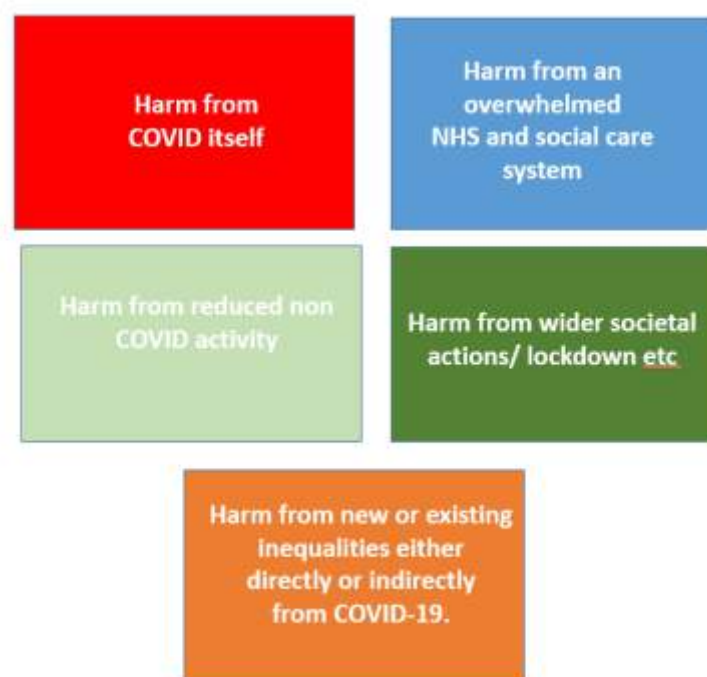 Harm from
COVID itself
Harm from an
overwhelmed
NHS and social care
system
Harm from reduced non
COVID activity
Harm from wider societal
actions/ lockdown etc
Harm from new or existing
inequalities either
directly or indirectly
from COVID-19.